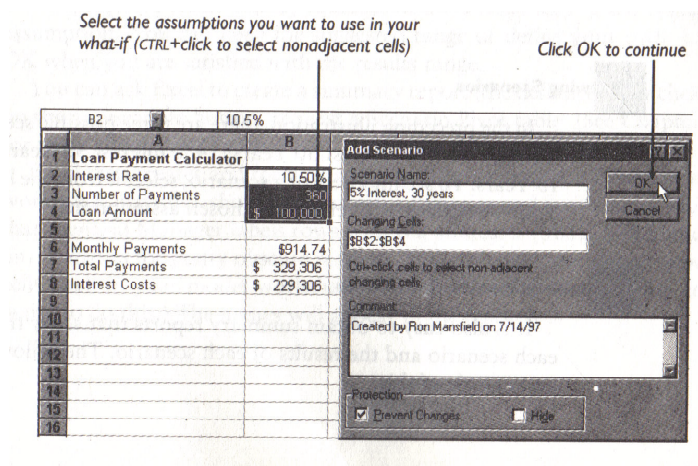 Select the assumptions you want to use in your
what-if (CTRL+click to select nonadjacent cells)
Click OK to continue
B2 10.5%
A B
1 Loan Payment Calculator
2 Interest Rate 10.50%
3 Number of Payments 360
4 Loan Amount $ 100,000
5
6 Monthly Payments $914.74
7 Total Payments $ 329,306
8 Interest Costs $ 229,306
9
10
11
12
13
14
15
16
Add Scenario
Scenario Name:
5% Interest, 30 years
OK
Cancel
Changing Cells:
$B$2:$B$4
Ctrl+click cells to select non-adjacent
changing cells.
Comment:
Created by Ron Mansfield on 7/14/97
Protection
Prevent Changes Hide